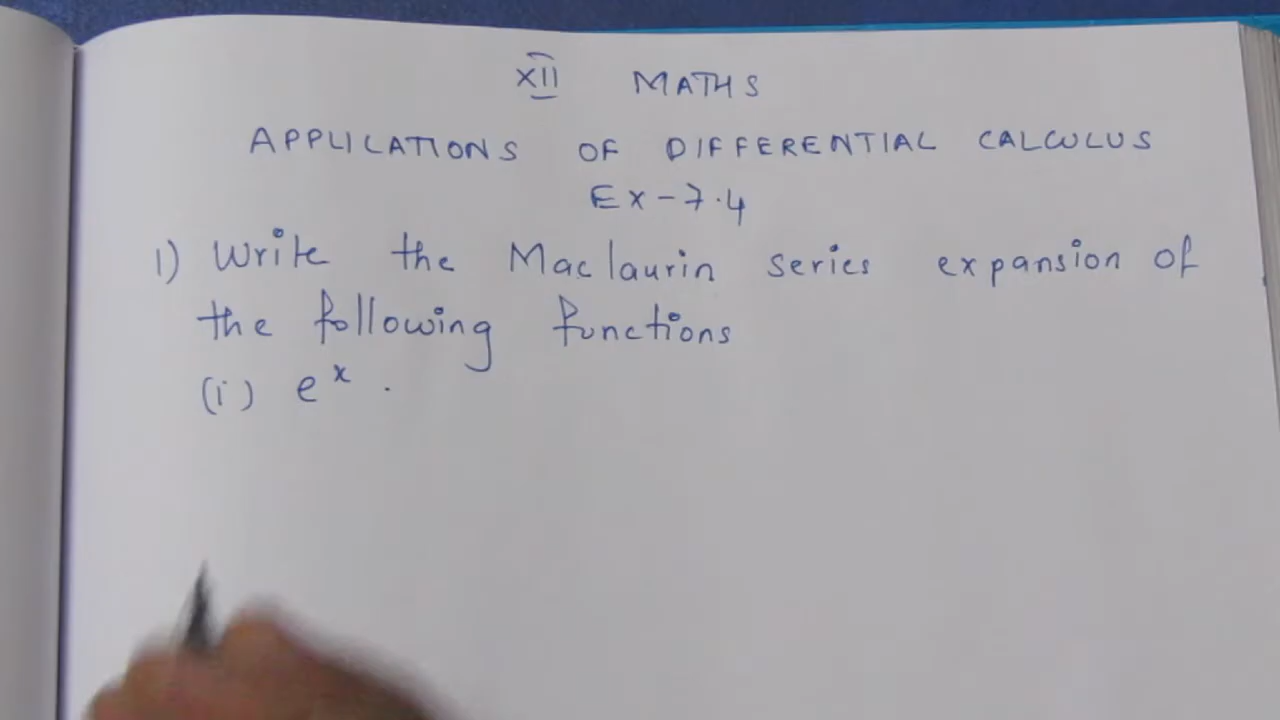 XII MATHS
APPLICATIONS OF DIFFERENTIAL CALCULUS
Ex-7.4
1) Write the Maclaurin series expansion of
the following functions
(i) eˣ .